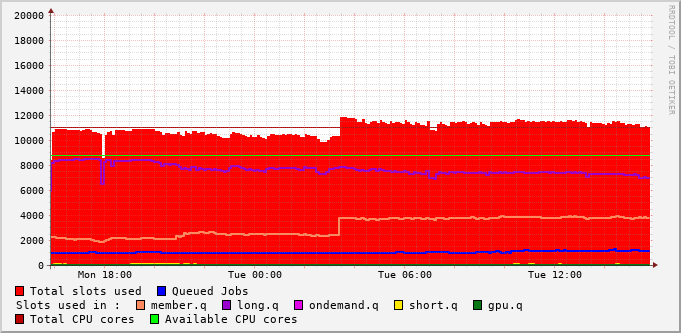 20000
18000
16000
14000
12000
10000
8000
6000
4000
2000
0
Mon 18:00 Tue 00:00 Tue 06:00 Tue 12:00
Total slots used Queued Jobs
Slots used in : member.q long.q ondemand.q short.q gpu.q
Total CPU cores Available CPU cores
RRDTOOL / TOBI OETIKER